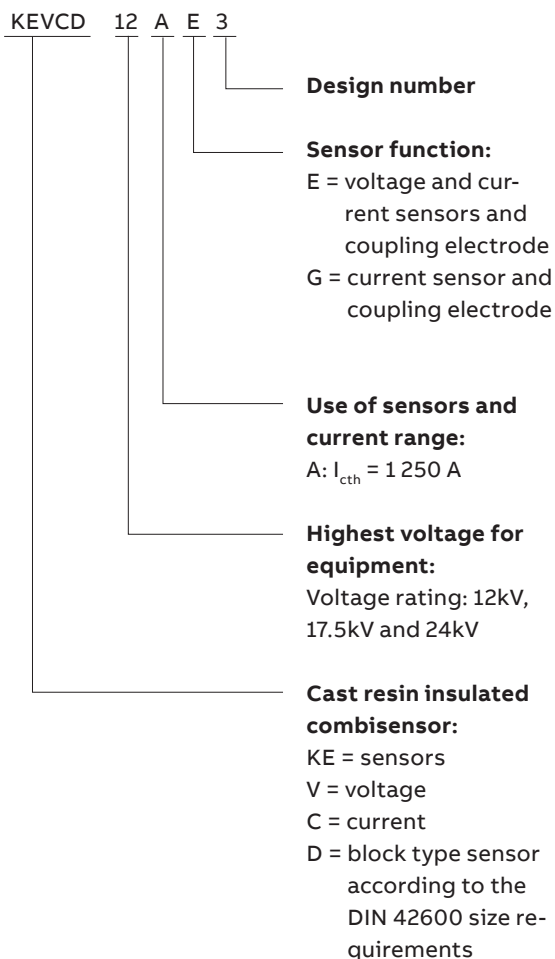 KEVCD 12 A E 3
Design number
Sensor function:
E = voltage and cur-
rent sensors and
coupling electrode
G = current sensor and
coupling electrode
Use of sensors and
current range:
A: Icth = 1 250 A
Highest voltage for
equipment:
Voltage rating: 12kV,
17.5kV and 24kV
Cast resin insulated
combisensor:
KE = sensors
V = voltage
C = current
D = block type sensor
according to the
DIN 42600 size re-
quirements